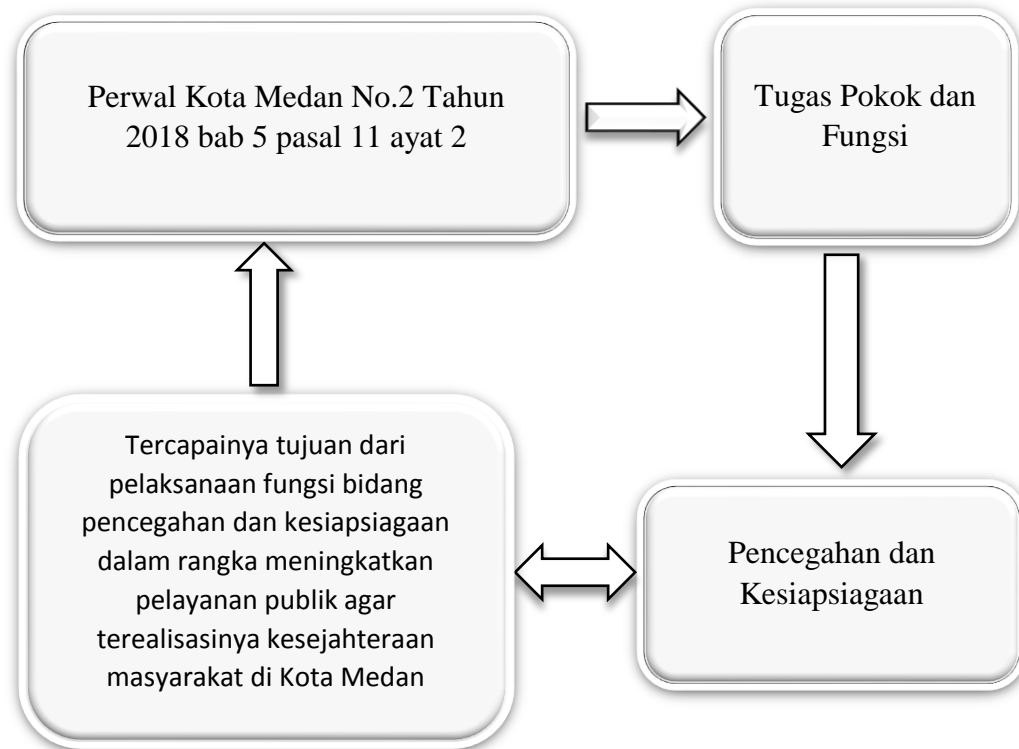 Perwal Kota Medan No.2 Tahun
2018 bab 5 pasal 11 ayat 2
Tugas Pokok dan
Fungsi
Tercapainya tujuan dari
pelaksanaan fungsi bidang
pencegahan dan kesiapsiagaan
dalam rangka meningkatkan
pelayanan publik agar
terealisasinya kesejahteraan
masyarakat di Kota Medan
Pencegahan dan
Kesiapsiagaan